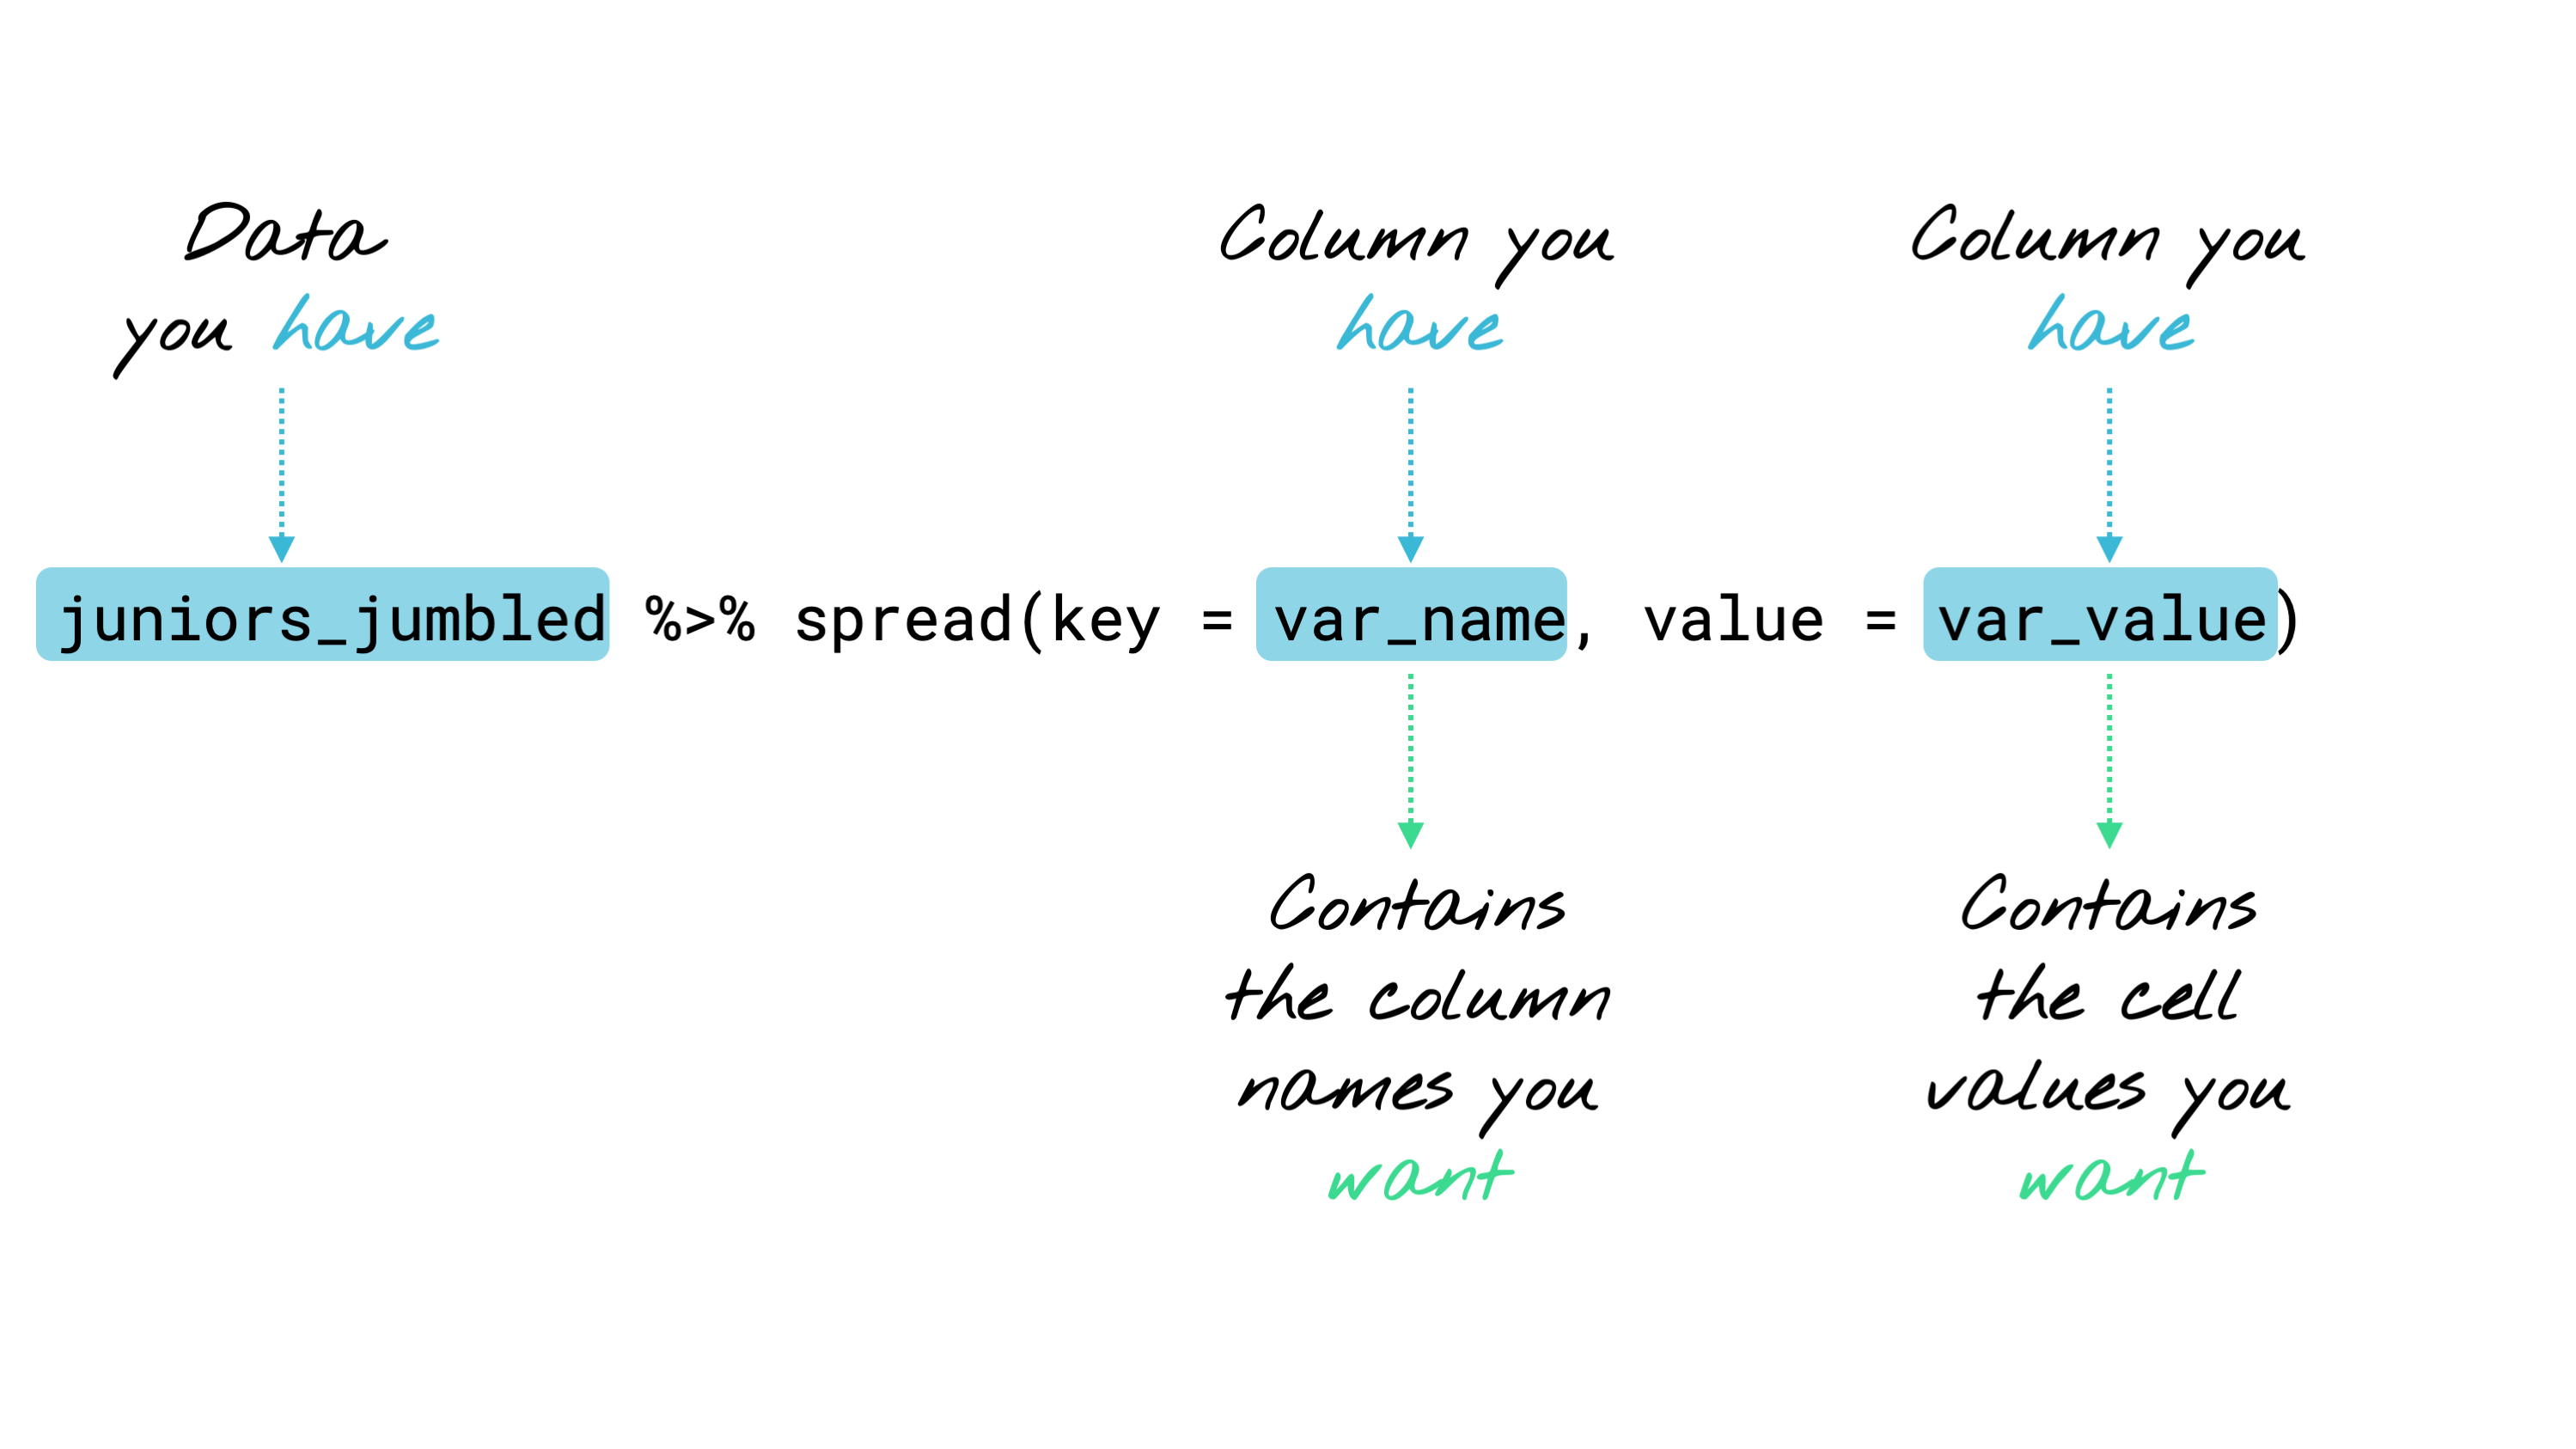 Data
you have
Column you
have
Column you
have
juniors_jumbled %>% spread(key = var_name, value = var_value)
Contains
the column
names you
want
Contains
the cell
values you
want